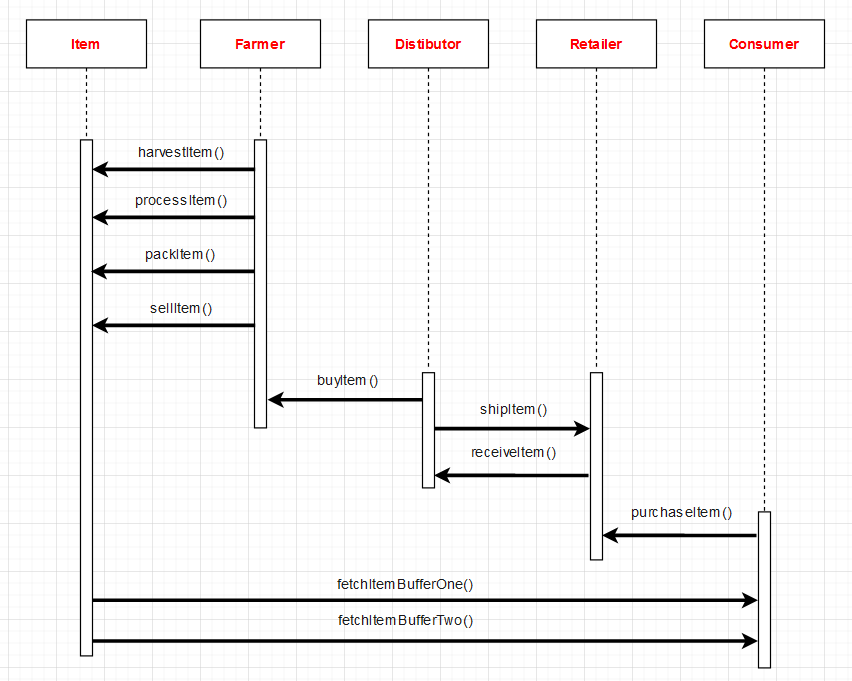 Item
Farmer
Distibutor
Retailer
Consumer
harvestItem()
processItem()
packItem()
sellItem()
buyItem()
shipItem()
receiveItem()
purchaseItem()
fetchItemBufferOne()
fetchItemBufferTwo()